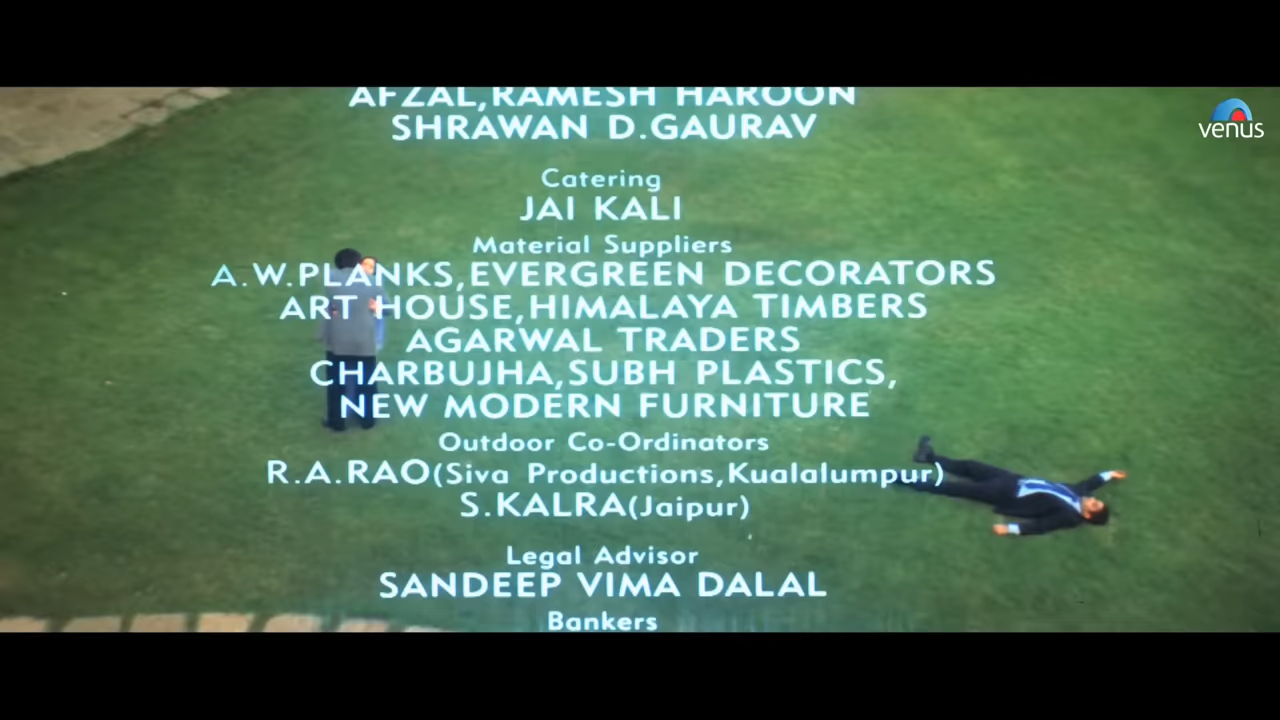 AFZAL,RAMESH HAROON
SHRAWAN D.GAURAV
venus
Catering
JAI KALI
Material Suppliers
A.W.PLANKS,EVERGREEN DECORATORS
ART HOUSE,HIMALAYA TIMBERS
AGARWAL TRADERS
CHARBUJHA,SUBH PLASTICS,
NEW MODERN FURNITURE
Outdoor Co-Ordinators
R.A.RAO(Siva Productions,Kualalumpur)
S.KALRA(Jaipur)
Legal Advisor
SANDEEP VIMA DALAL
Bankers